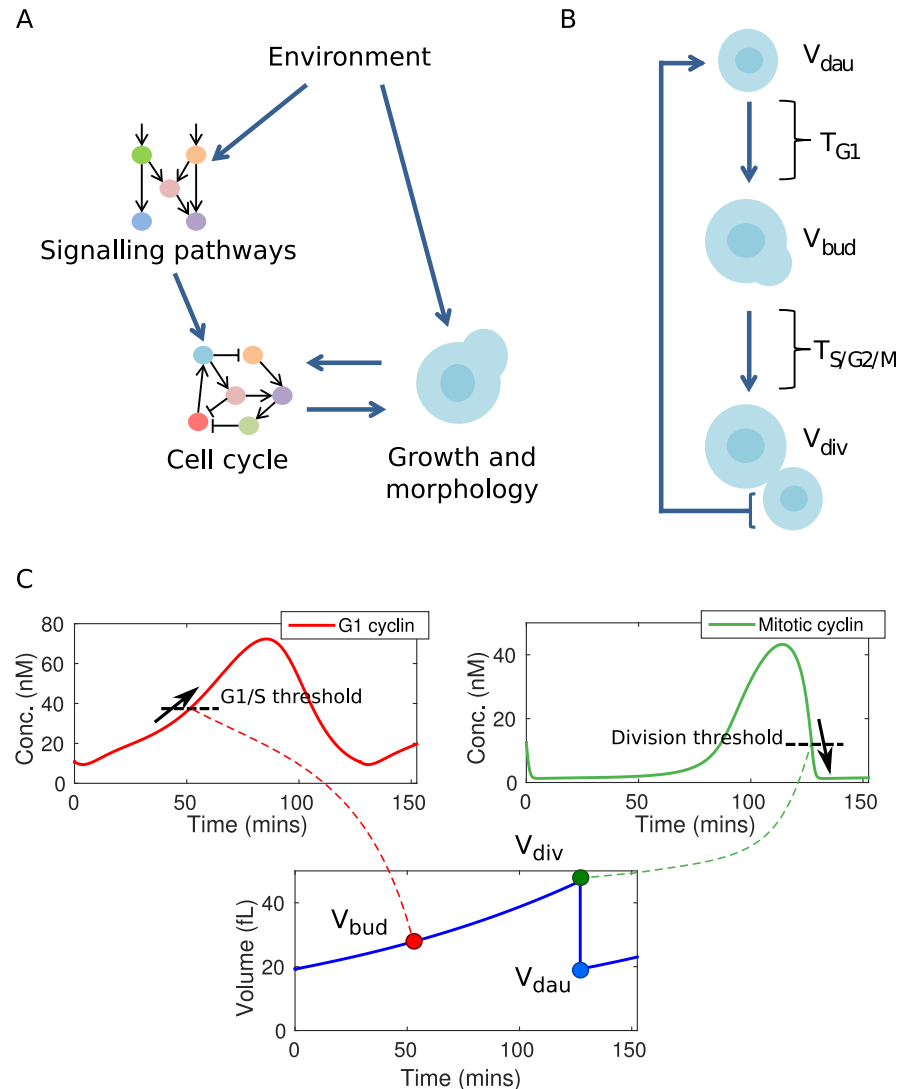 A
Environment
Signalling pathways
Cell cycle
Growth and
morphology
B
V_dau
T_G1
V_bud
T_S/G2/M
V_div
C
80
60
40
20
0
Conc. (nM)
G1 cyclin
G1/S threshold
0
50
100
150
Time (mins)
40
20
0
Conc. (nM)
Mitotic cyclin
Division threshold
0
50
100
150
Time (mins)
40
20
0
Volume (fL)
V_bud
V_div
V_dau
0
50
100
150
Time (mins)